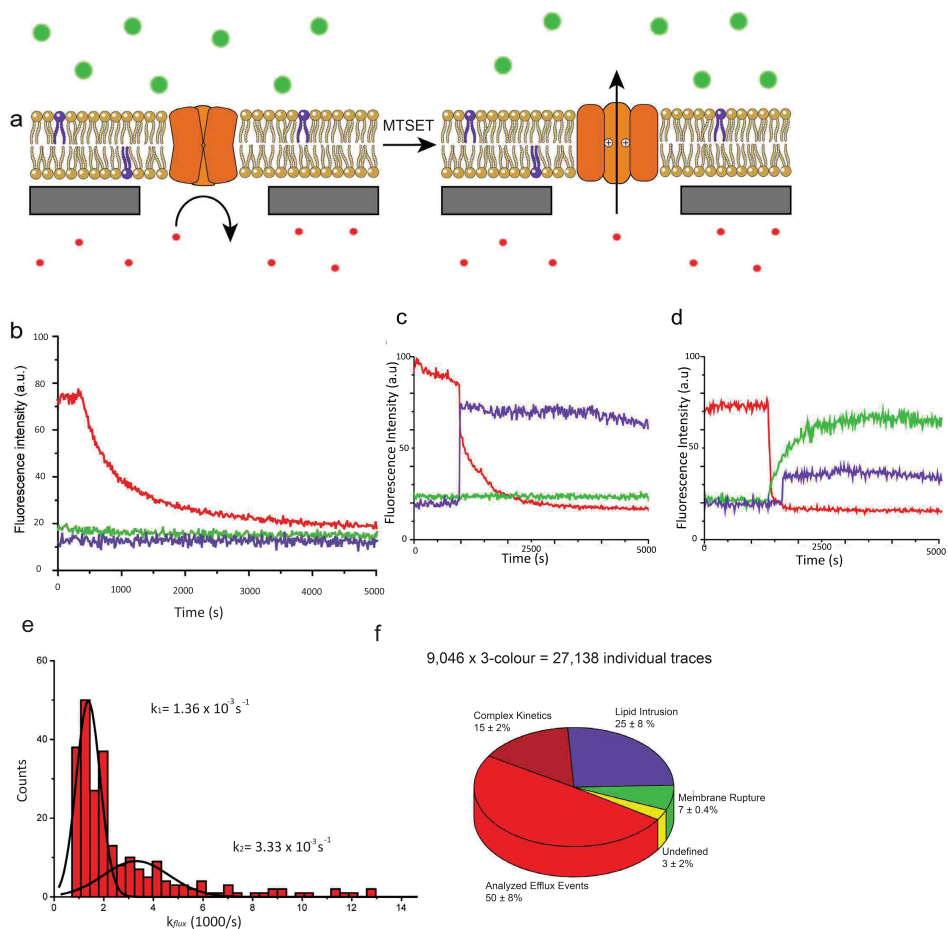 a
MTSET
b
Fluorescence Intensity (a.u.)
100
80
60
40
20
0
0 1000 2000 3000 4000 5000
Time (s)
c
Fluorescence Intensity (a.u)
100
50
0
0 2500 5000
Time (s)
d
Fluorescence Intensity (a.u)
100
50
0
0 2500 5000
Time (s)
e
Counts
60
40
20
0
k₁= 1.36 x 10⁻³s⁻¹
k₂= 3.33 x 10⁻³s⁻¹
0 2 4 6 8 10 12 14
kflux (1000/s)
f
9,046 x 3-colour = 27,138 individual traces
Complex Kinetics
15 ± 2%
Lipid Intrusion
25 ± 8 %
Membrane Rupture
7 ± 0.4%
Undefined
3 ± 2%
Analyzed Efflux Events
50 ± 8%